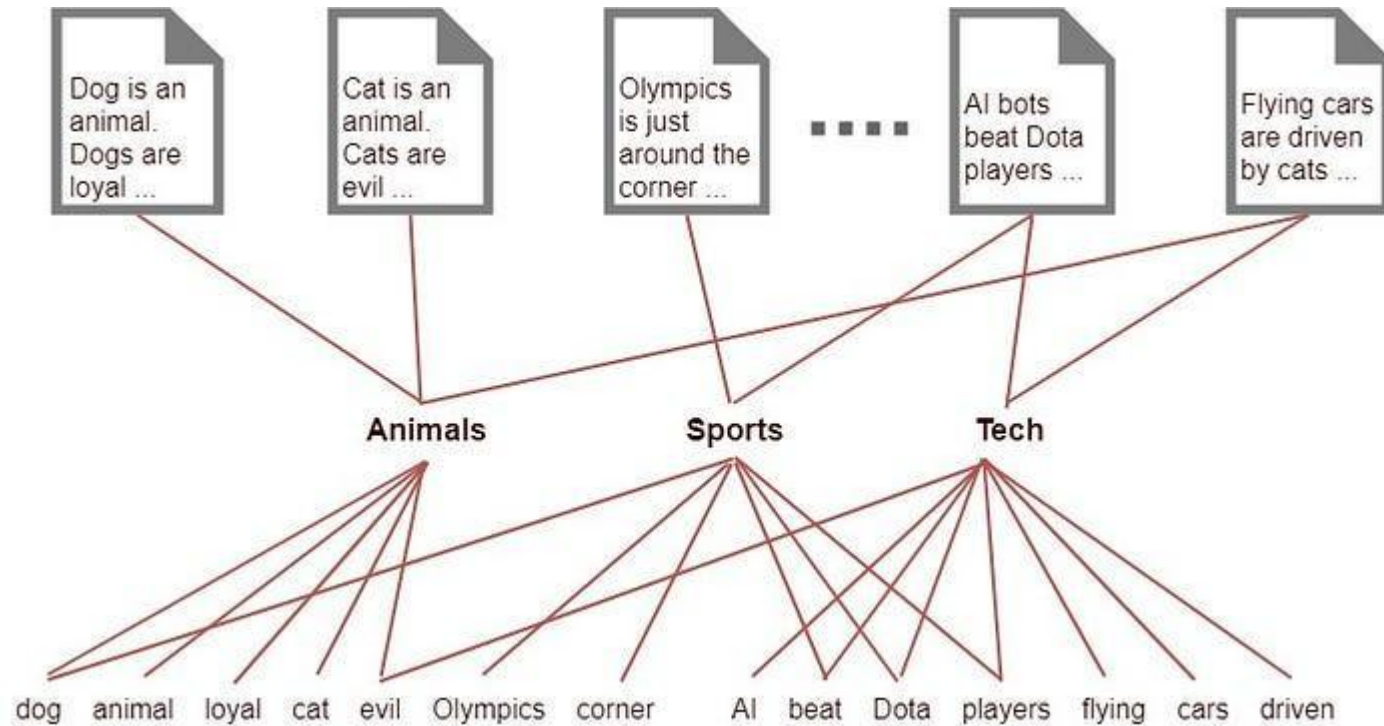 Dog is an
animal.
Dogs are
loyal ...
Cat is an
animal.
Cats are
evil ...
Olympics
is just
around the
corner ...
AI bots
beat Dota
players ...
Flying cars
are driven
by cats ...
Animals
Sports
Tech
dog animal loyal cat evil Olympics corner AI beat Dota players flying cars driven